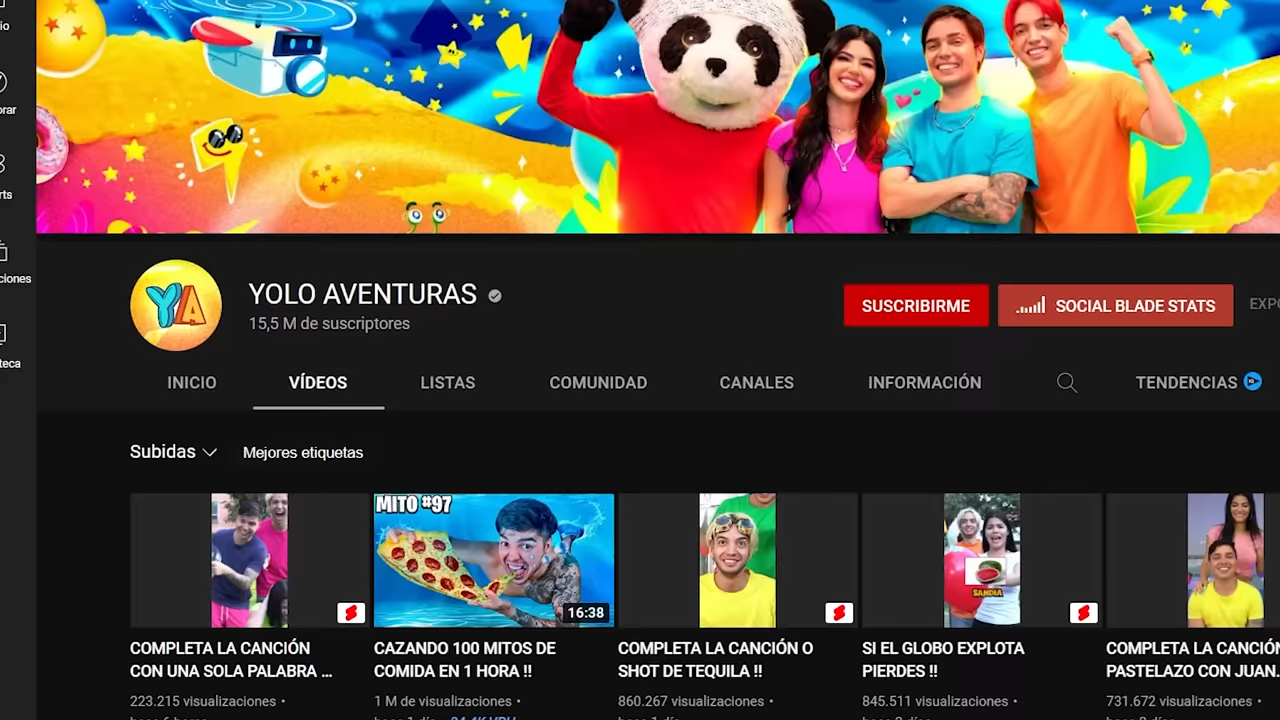 YA
YOLO AVENTURAS
15,5 M de suscriptores
SUSCRIBIRME
SOCIAL BLADE STATS
INICIO
VÍDEOS
LISTAS
COMUNIDAD
CANALES
INFORMACIÓN
TENDENCIAS
Subidas
Mejores etiquetas
MITO #97
16:38
SANDIA
COMPLETA LA CANCIÓN
CON UNA SOLA PALABRA ...
223.215 visualizaciones •
CAZANDO 100 MITOS DE
COMIDA EN 1 HORA !!
1 M de visualizaciones •
COMPLETA LA CANCIÓN O
SHOT DE TEQUILA !!
860.267 visualizaciones •
SI EL GLOBO EXPLOTA
PIERDES !!
845.511 visualizaciones •
COMPLETA LA CANCIÓN
PASTELAZO CON JUAN.
731.672 visualizaciones •